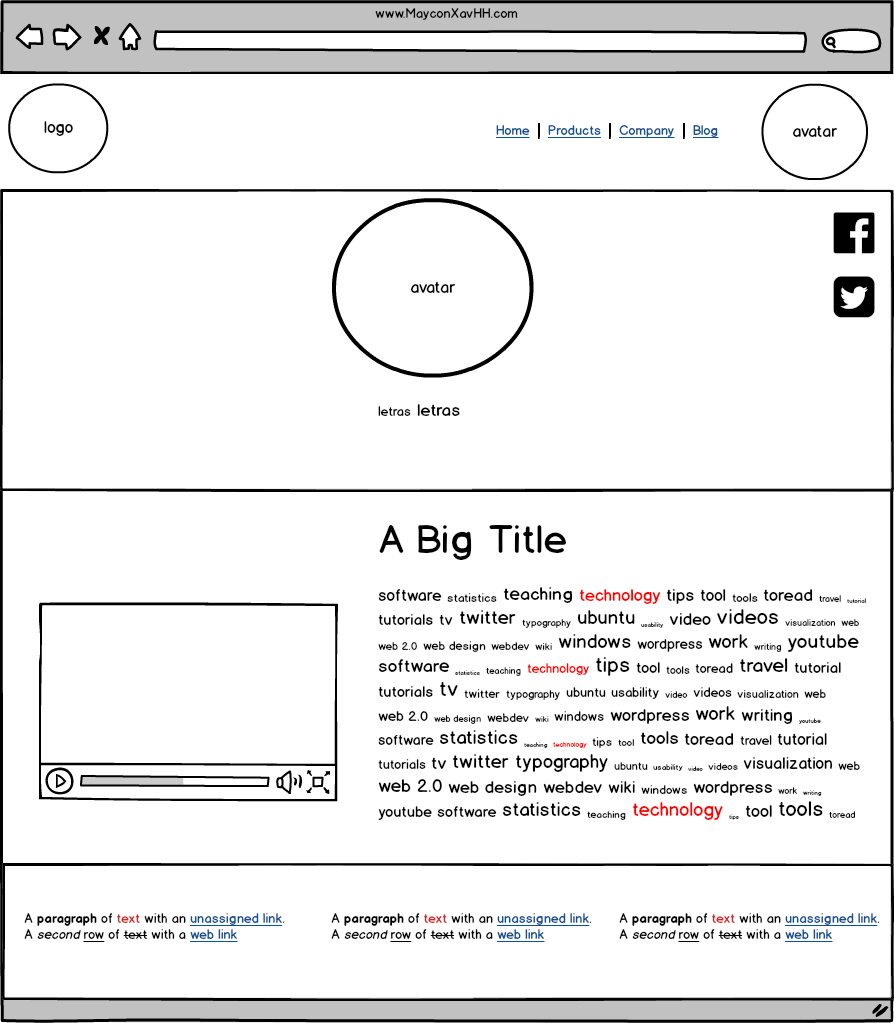 www.MayconXavHH.com
logo
Home | Products | Company | Blog
avatar
avatar
letras letras
A Big Title
software statistics teaching technology tips tool tools toread travel tutorial
tutorials tv twitter typography ubuntu usability video videos visualization web
web 2.0 web design webdev wiki windows wordpress work writing youtube
software statistics teaching technology tips tool tools toread travel tutorial
tutorials tv twitter typography ubuntu usability video videos visualization web
web 2.0 web design webdev wiki windows wordpress work writing youtube
software statistics teaching technology tips tool tools toread travel tutorial
tutorials tv twitter typography ubuntu usability video videos visualization web
web 2.0 web design webdev wiki windows wordpress work writing
youtube software statistics teaching technology tips tool tools toread
A paragraph of text with an unassigned link.
A second row of text with a web link
A paragraph of text with an unassigned link.
A second row of text with a web link
A paragraph of text with an unassigned link.
A second row of text with a web link